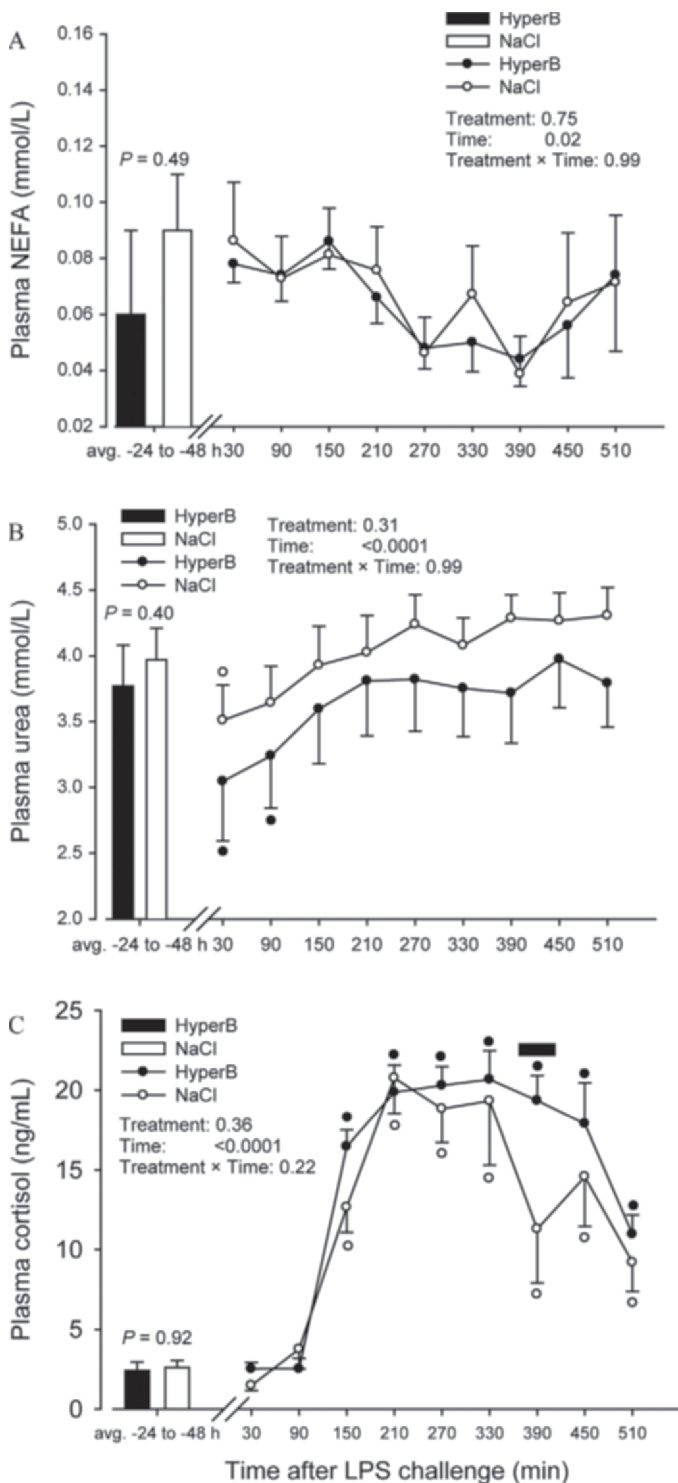 A
Plasma NEFA (mmol/L)
0.16
0.14
0.12
0.10
0.08
0.06
0.04
0.02
HyperB
NaCl
HyperB
NaCl
Treatment: 0.75
Time: 0.02
Treatment × Time: 0.99
P = 0.49
avg. -24 to -48 h 30 90 150 210 270 330 390 450 510
B
Plasma urea (mmol/L)
5.0
4.5
4.0
3.5
3.0
2.5
2.0
HyperB
NaCl
HyperB
NaCl
Treatment: 0.31
Time: <0.0001
Treatment × Time: 0.99
P = 0.40
avg. -24 to -48 h 30 90 150 210 270 330 390 450 510
C
Plasma cortisol (ng/mL)
25
20
15
10
5
0
HyperB
NaCl
HyperB
NaCl
Treatment: 0.36
Time: <0.0001
Treatment × Time: 0.22
P = 0.92
avg. -24 to -48 h 30 90 150 210 270 330 390 450 510
Time after LPS challenge (min)